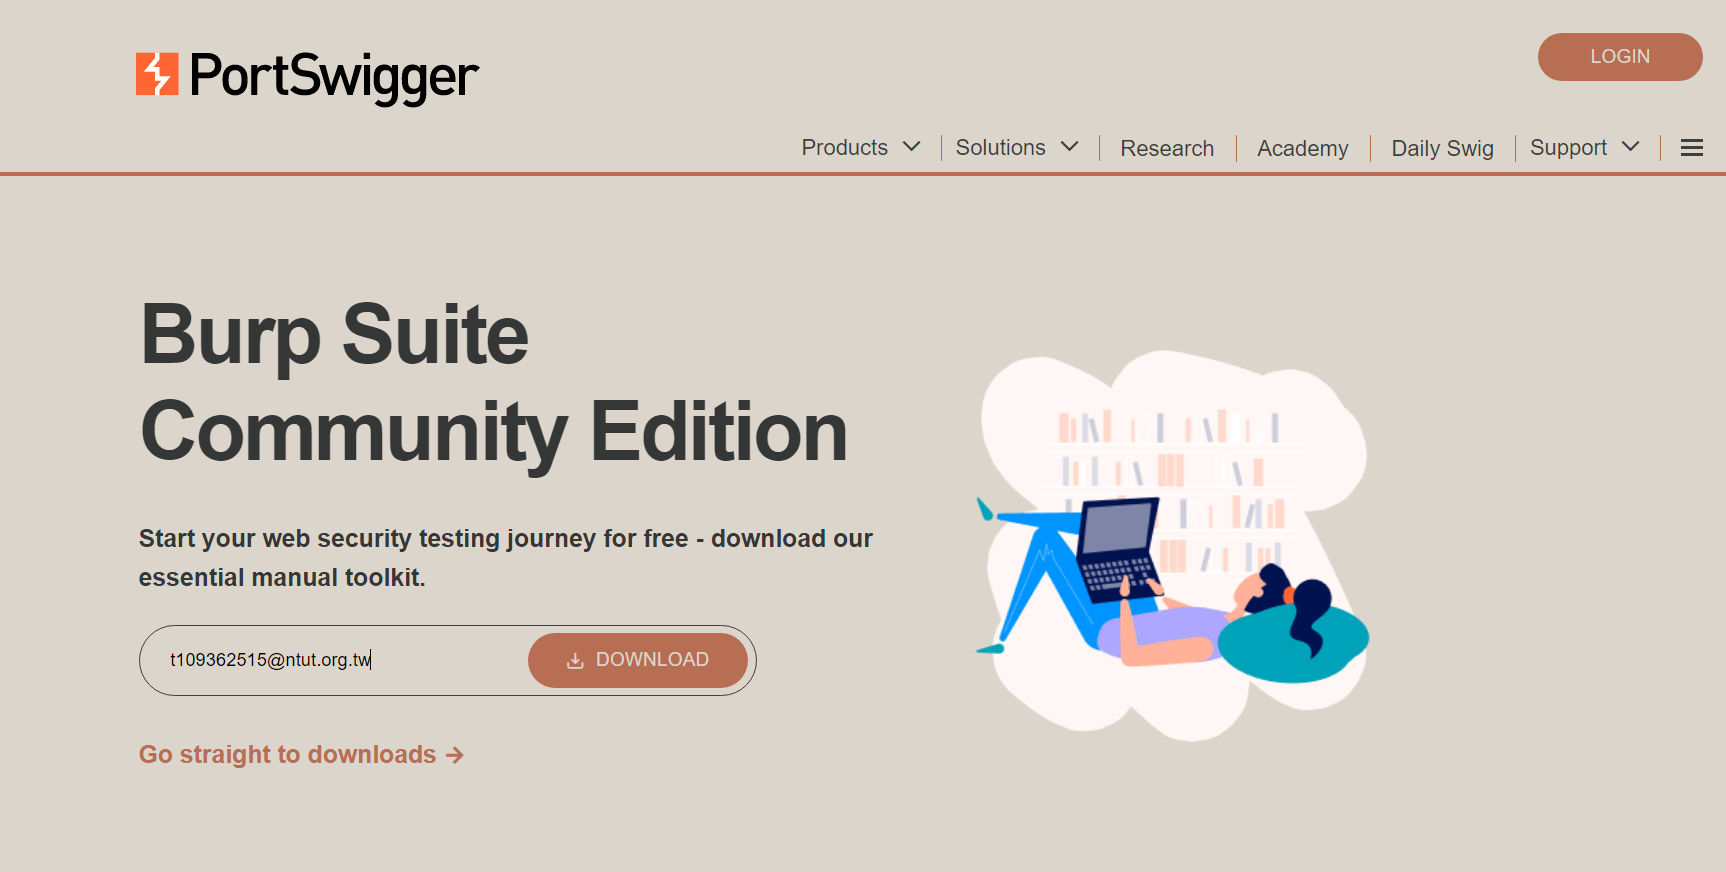 PortSwigger
LOGIN
Products
Solutions
Research
Academy
Daily Swig
Support
Burp Suite
Community Edition
Start your web security testing journey for free - download our
essential manual toolkit.
t109362515@ntut.org.tw
DOWNLOAD
Go straight to downloads →